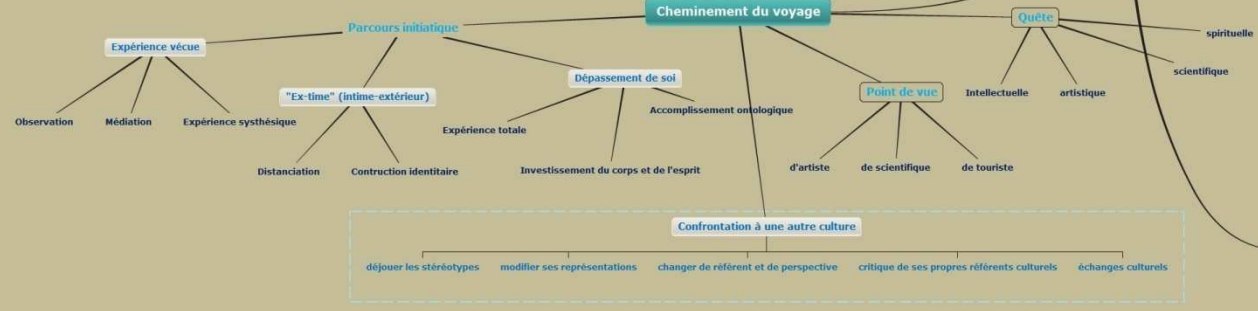 Cheminement du voyage
Parcours initiatique
Quête
spirituelle
Expérience vécue
scientifique
Dépassement de soi
"Ex-time" (intime-extérieur)
Point de vue
Intellectuelle
artistique
Accomplissement ontologique
Observation
Médiation
Expérience systhésique
Expérience totale
Distanciation
Contruction identitaire
Investissement du corps et de l'esprit
d'artiste
de scientifique
de touriste
Confrontation à une autre culture
déjouer les stéréotypes
modifier ses représentations
changer de référent et de perspective
critique de ses propres référents culturels
échanges culturels